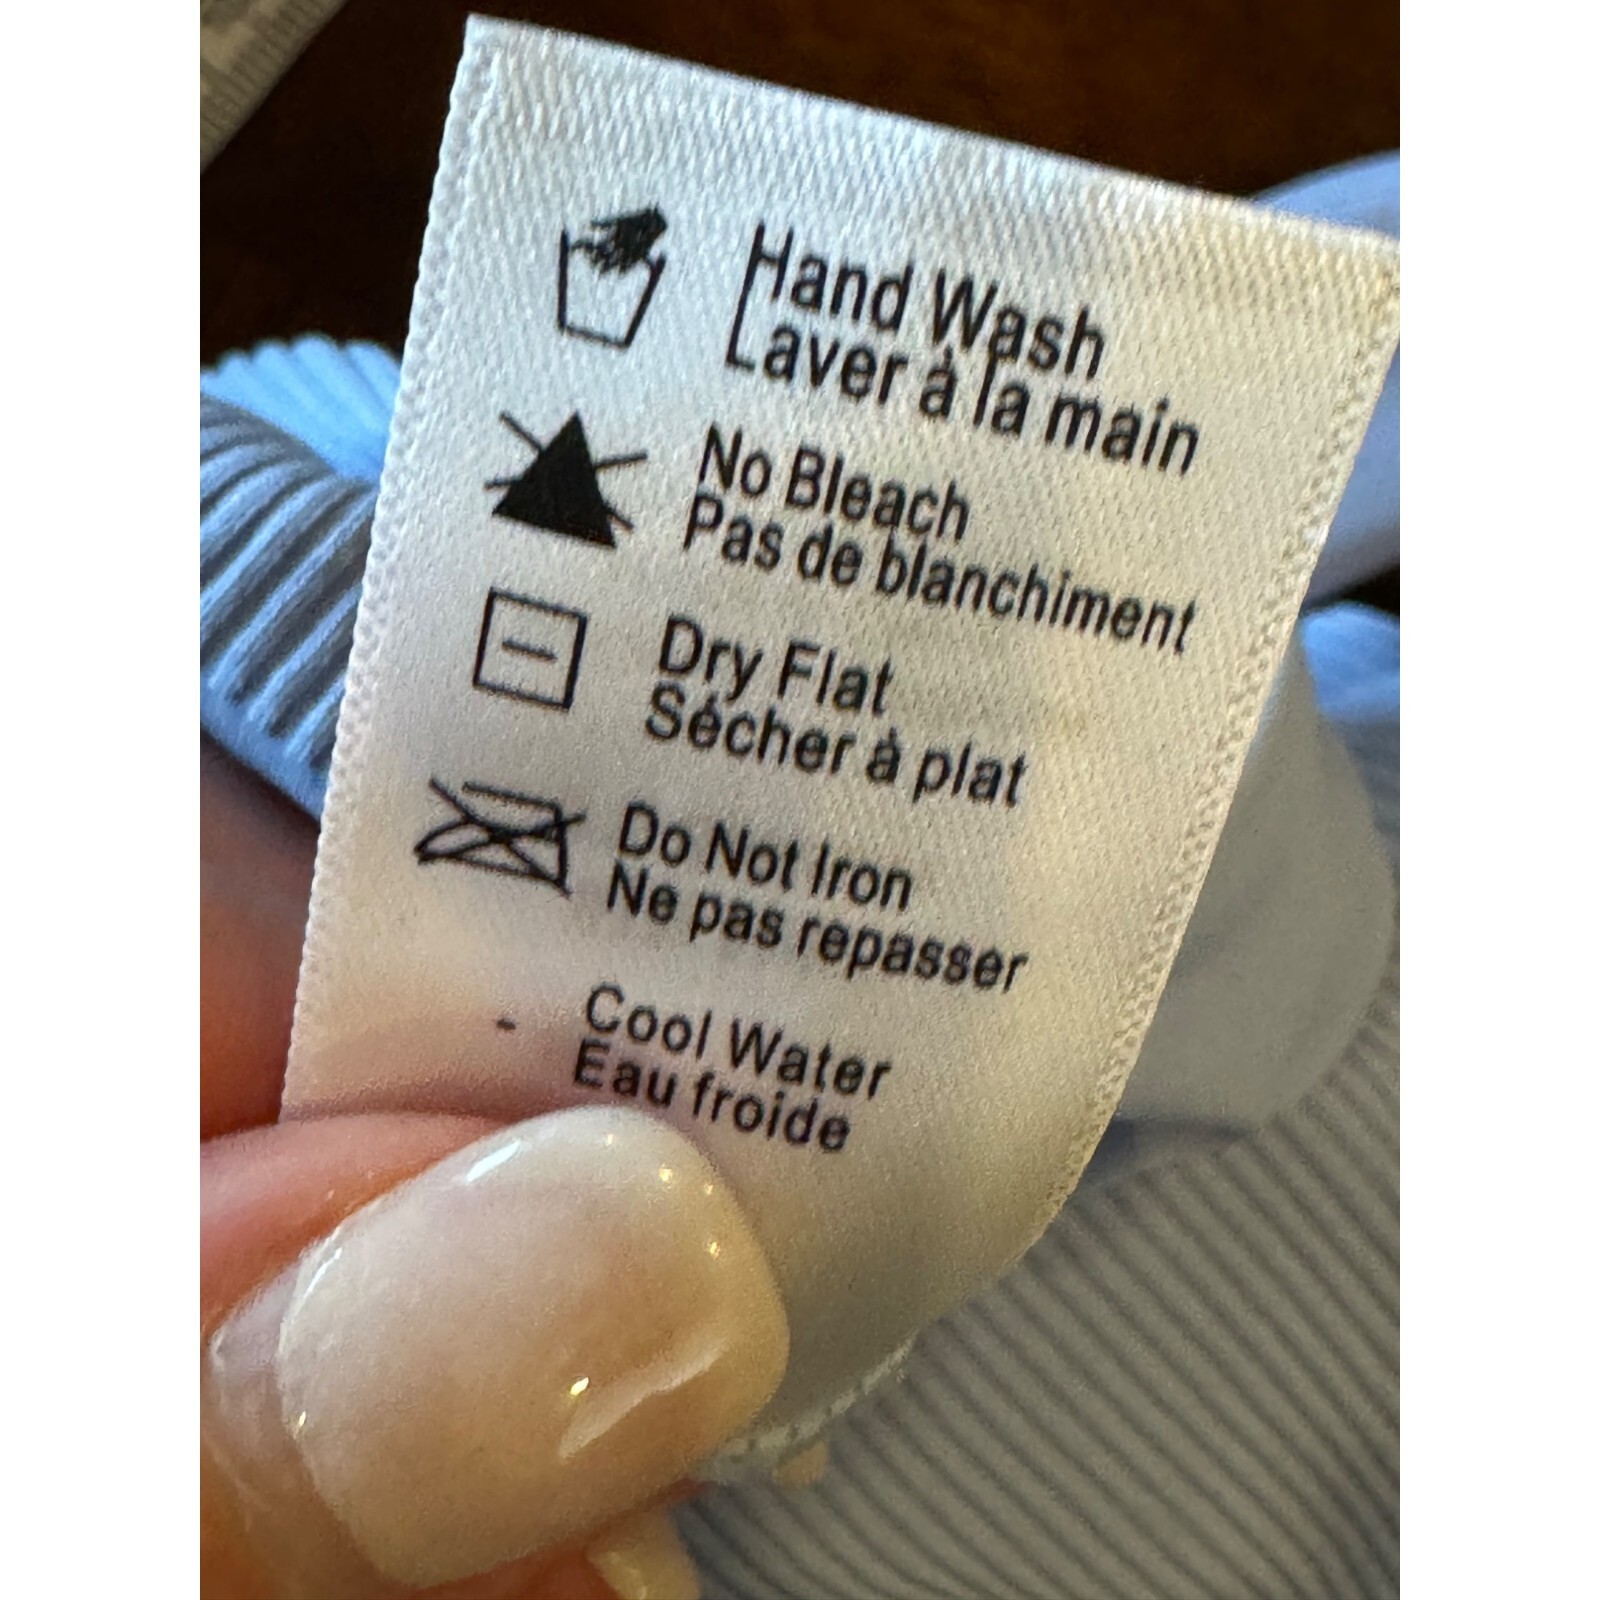 Hand Wash
Laver à la main
No Bleach
Pas de blanchiment
Dry Flat
Sécher à plat
Do Not Iron
Ne pas repasser
- Cool Water
Eau froide